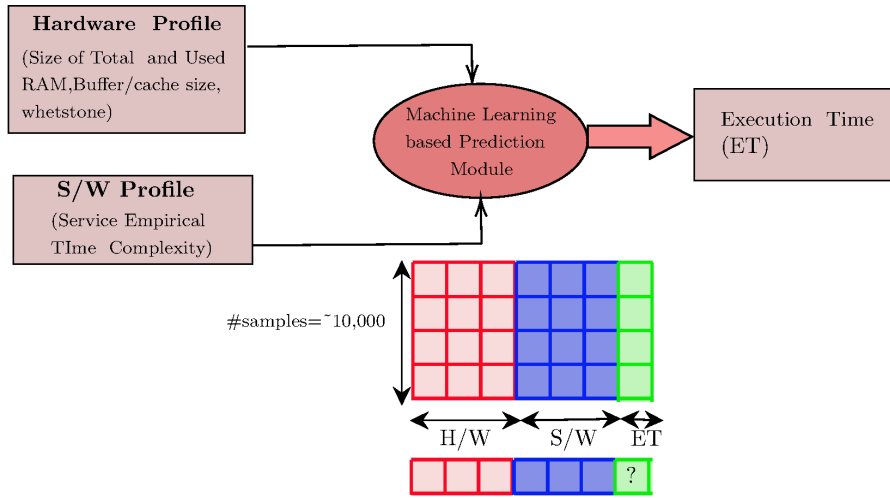 Hardware Profile
(Size of Total and Used
RAM,Buffer/cache size,
whetstone)
Machine Learning
based Prediction
Module
Execution Time
(ET)
S/W Profile
(Service Empirical
TIme Complexity)
#samples=~10,000
H/W S/W ET
?